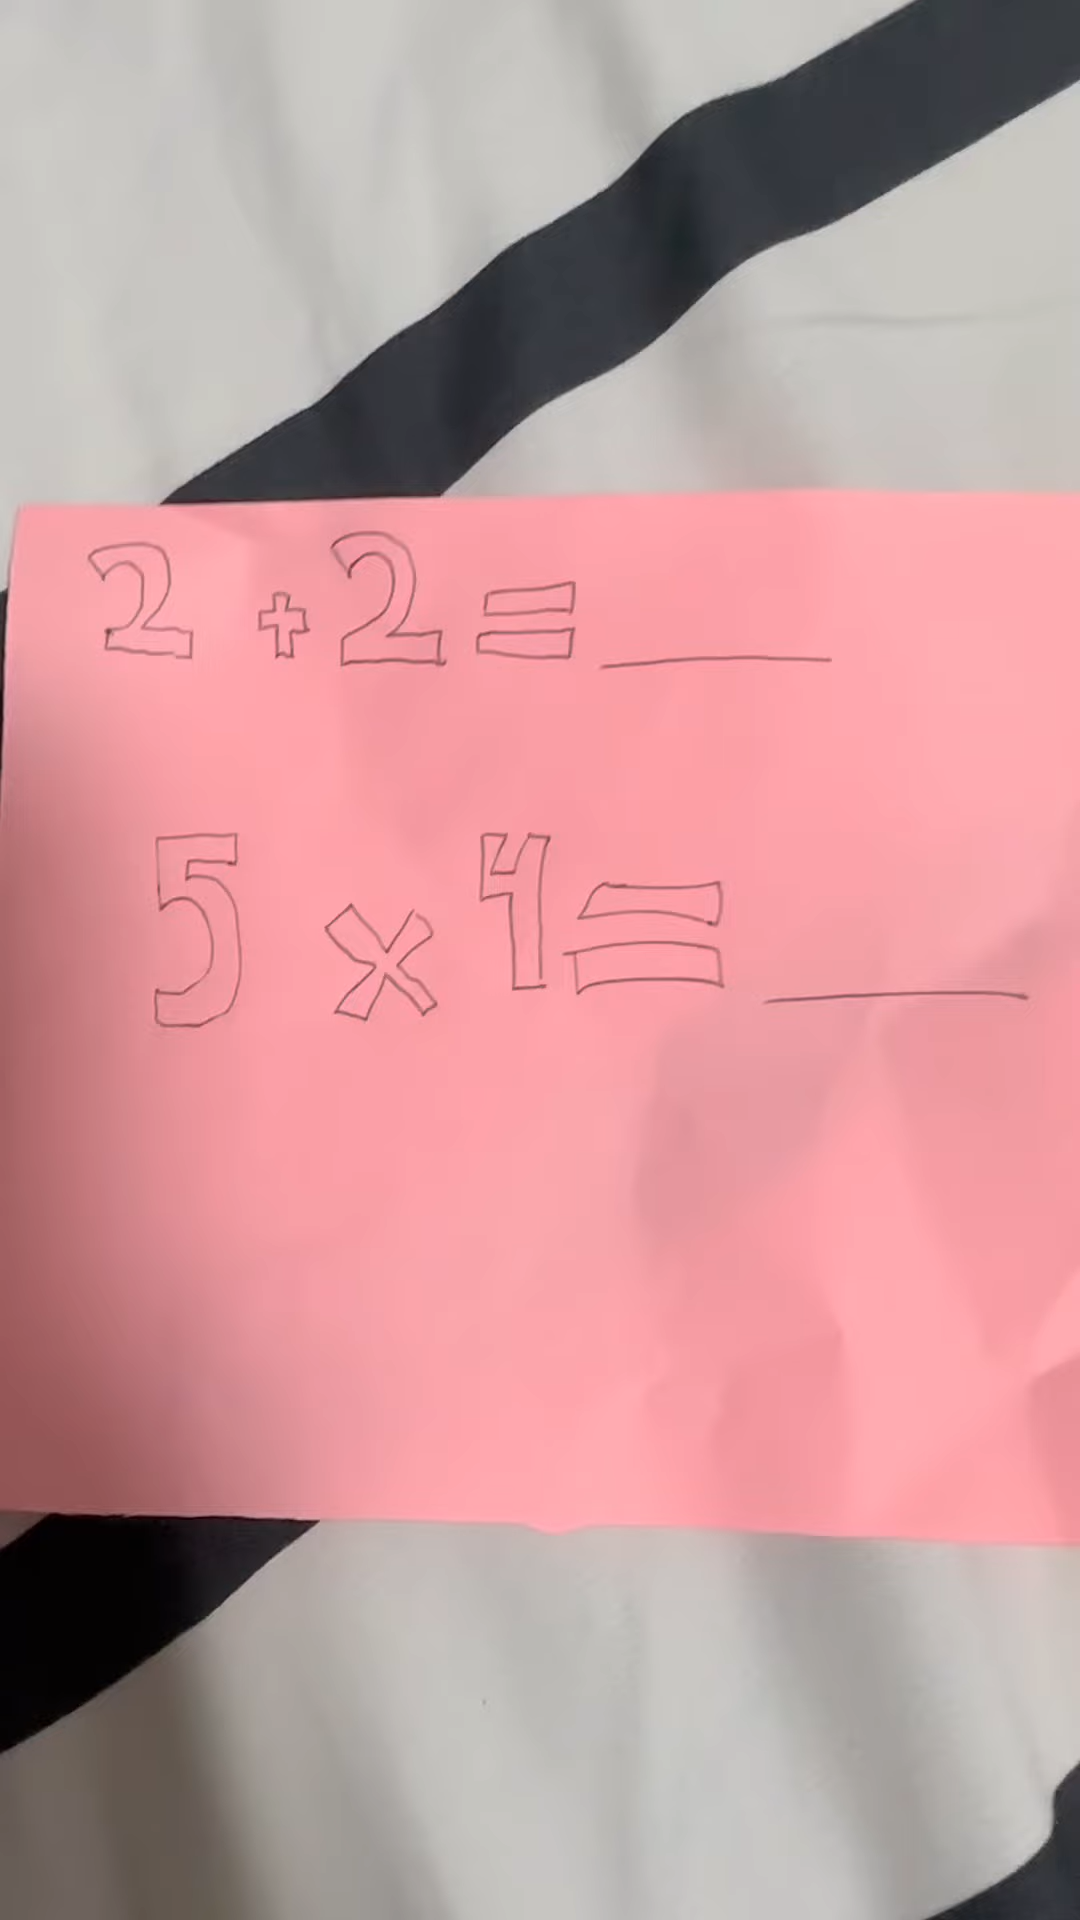 2 + 2 = ___
5 × 4 = ___